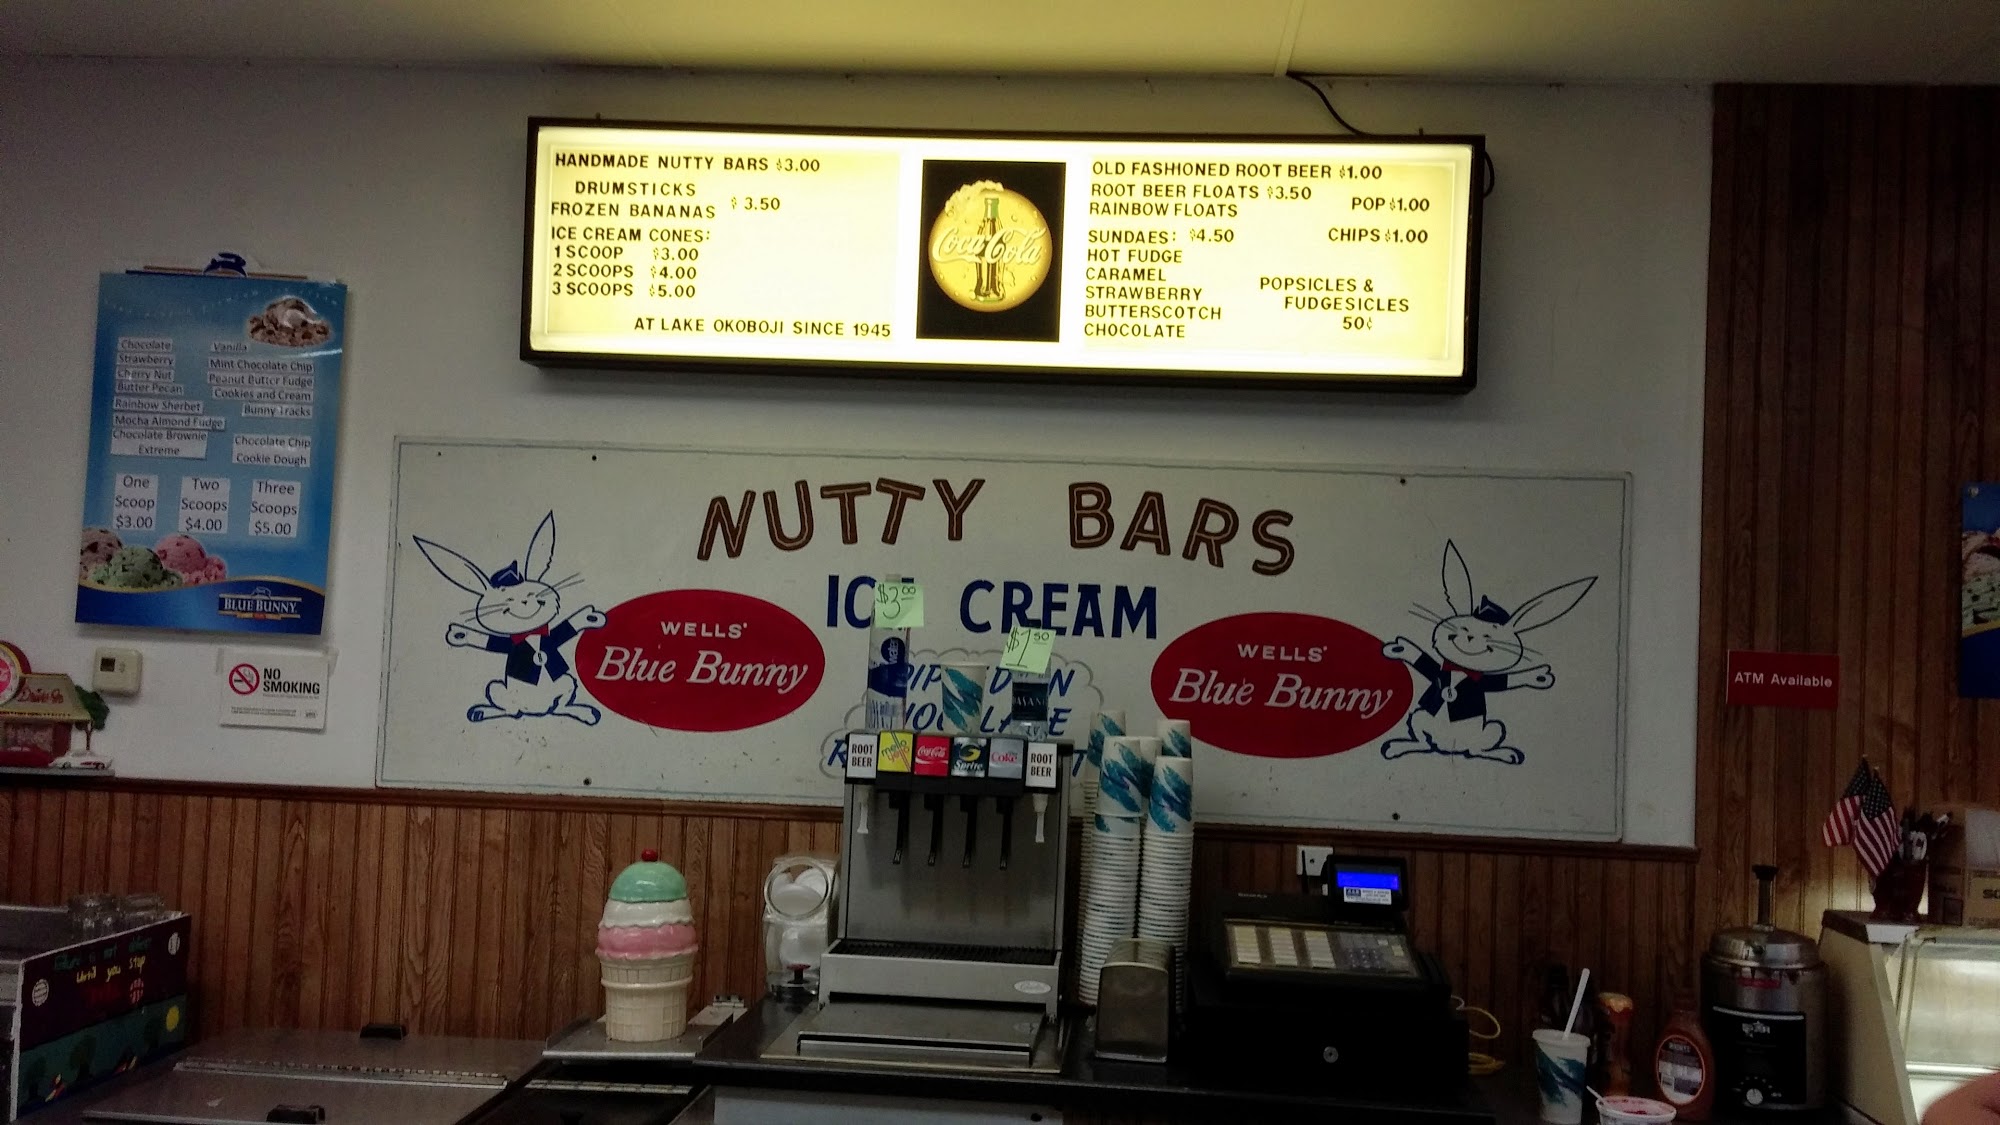 HANDMADE NUTTY BARS $3.00
DRUMSTICKS
FROZEN BANANAS
$3.50
ICE CREAM CONES:
1 SCOOP $3.00
2 SCOOPS $4.00
3 SCOOPS $5.00
AT LAKE OKOBOJI SINCE 1945
Coca-Cola
OLD FASHIONED ROOT BEER $1.00
ROOT BEER FLOATS $3.50
RAINBOW FLOATS
POP $1.00
SUNDAES: $4.50
CHIPS $1.00
HOT FUDGE
CARAMEL
STRAWBERRY
BUTTERSCOTCH
CHOCOLATE
POPSICLES &
FUDGESICLES
50¢
Chocolate
Strawberry
Cherry Nut
Butter Pecan
Rainbow Sherbet
Mocha Almond Fudge
Chocolate Brownie
Extreme
Vanilla
Mint Chocolate Chip
Peanut Butter Fudge
Cookies and Cream
Bunny Tracks
Chocolate Chip
Cookie Dough
One
Scoop
$3.00
Two
Scoops
$4.00
Three
Scoops
$5.00
BLUE BUNNY
NO
SMOKING
NUTTY BARS
ICE CREAM
WELLS'
Blue Bunny
WELLS'
Blue Bunny
$3.00
$1.50
ROOT
BEER
mello
yello
Coca-Cola
Sprite
Coke
ROOT
BEER
ATM Available
until you stop